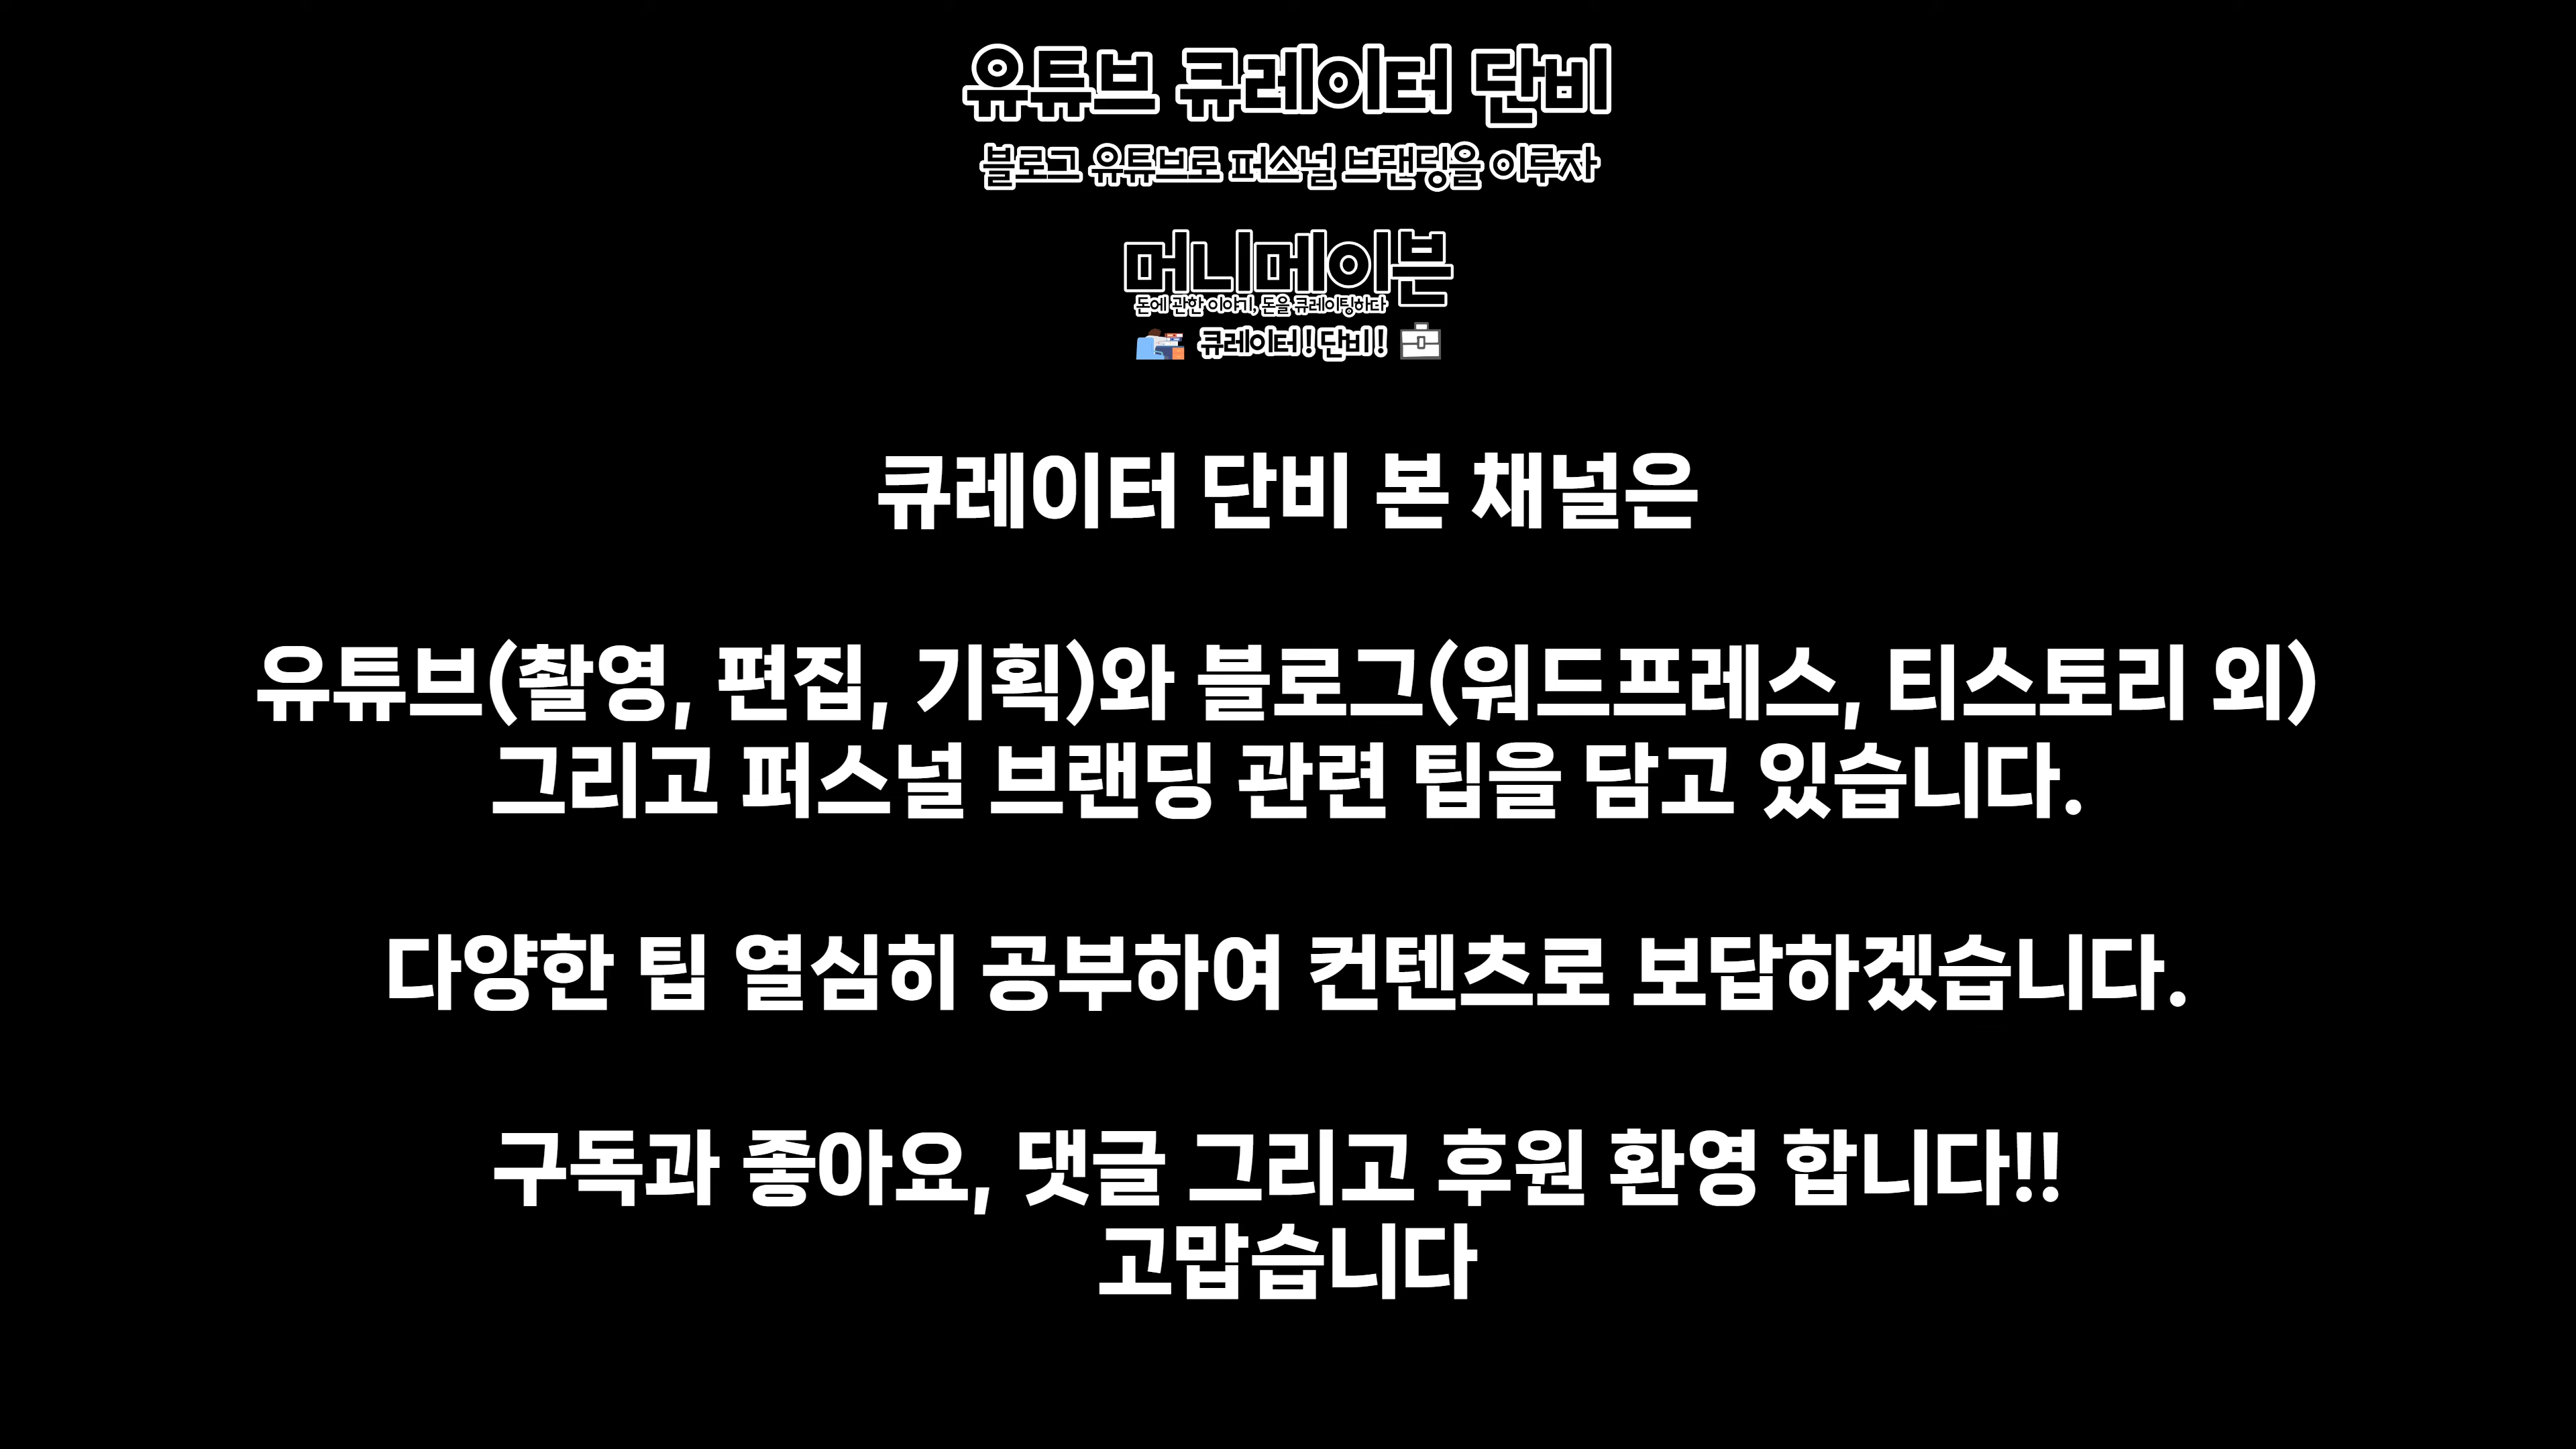 유튜브 큐레이터 단비
블로그 유튜브로 퍼스널 브랜딩을 이루자
머니메이븐
돈에 관한 이야기, 돈을 큐레이팅하다
큐레이터 ! 단비 !
큐레이터 단비 본 채널은
유튜브(촬영, 편집, 기획)와 블로그(워드프레스, 티스토리 외)
그리고 퍼스널 브랜딩 관련 팁을 담고 있습니다.
다양한 팁 열심히 공부하여 컨텐츠로 보답하겠습니다.
구독과 좋아요, 댓글 그리고 후원 환영 합니다!!
고맙습니다